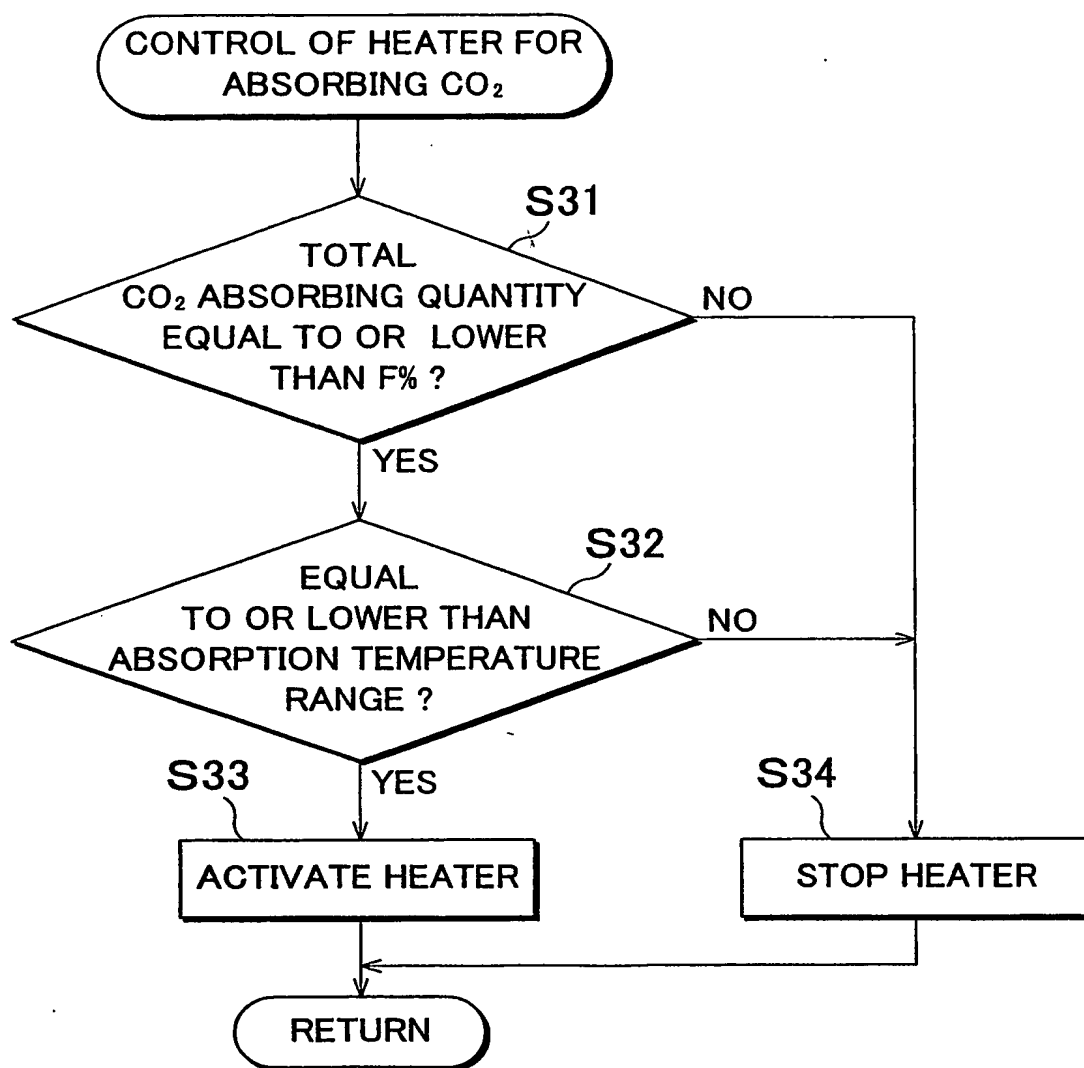 CONTROL OF HEATER FOR
ABSORBING CO₂
S31
TOTAL
CO₂ ABSORBING QUANTITY
EQUAL TO OR LOWER
THAN F% ?
NO
YES
S32
EQUAL
TO OR LOWER THAN
ABSORPTION TEMPERATURE
RANGE ?
NO
YES
S33
ACTIVATE HEATER
S34
STOP HEATER
RETURN